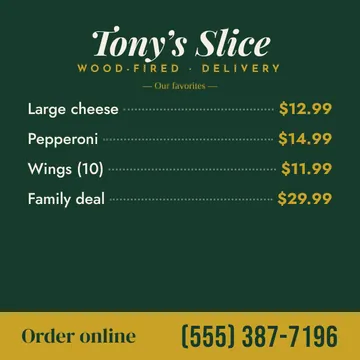 Tony's Slice
WOOD-FIRED · DELIVERY
— Our favorites —
Large cheese $12.99
Pepperoni $14.99
Wings (10) $11.99
Family deal $29.99
Order online (555) 387-7196